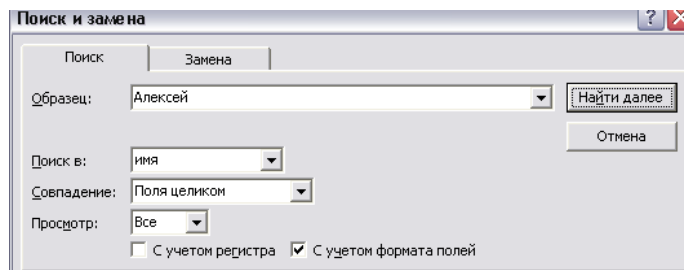 Поиск и замена
Поиск Замена
Образец: Алексей Найти далее
Отмена
Поиск в: имя
Совпадение: Поля целиком
Просмотр: Все
С учетом регистра С учетом формата полей